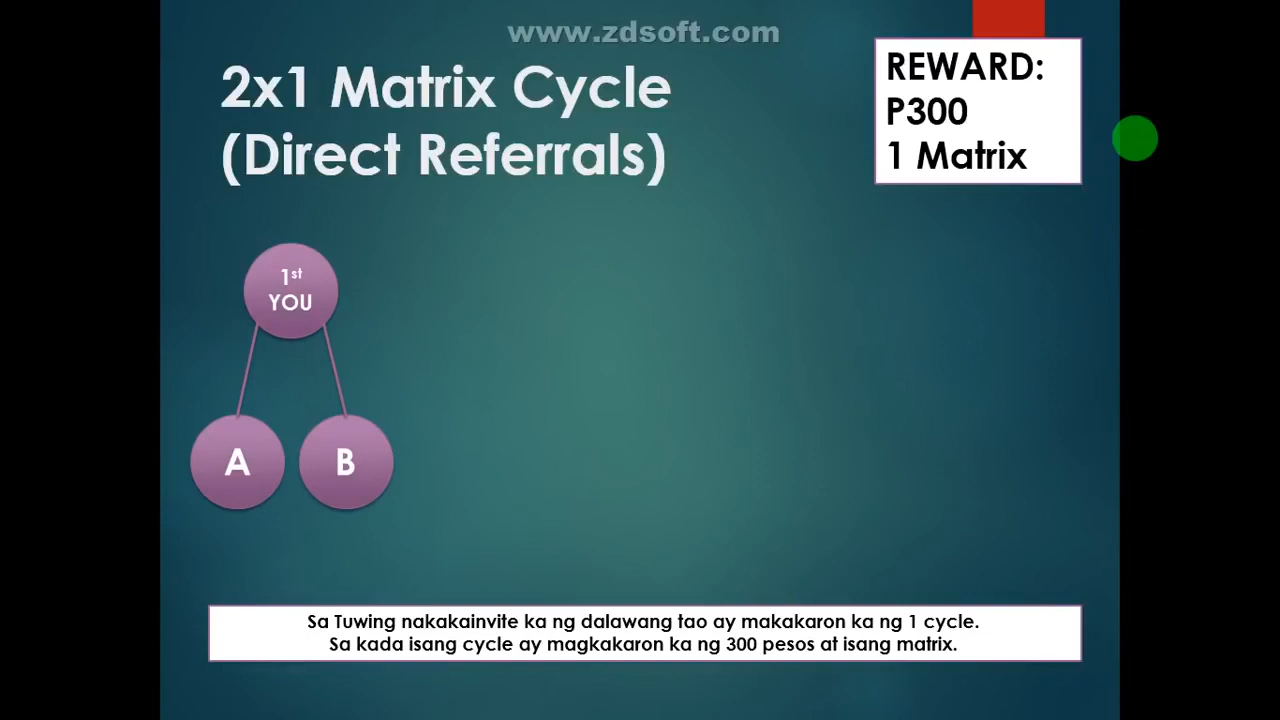 www.zdsoft.com
2x1 Matrix Cycle
(Direct Referrals)
REWARD:
P300
1 Matrix
1st
YOU
A
B
Sa Tuwing nakakainvite ka ng dalawang tao ay makakaron ka ng 1 cycle.
Sa kada isang cycle ay magkakaron ka ng 300 pesos at isang matrix.